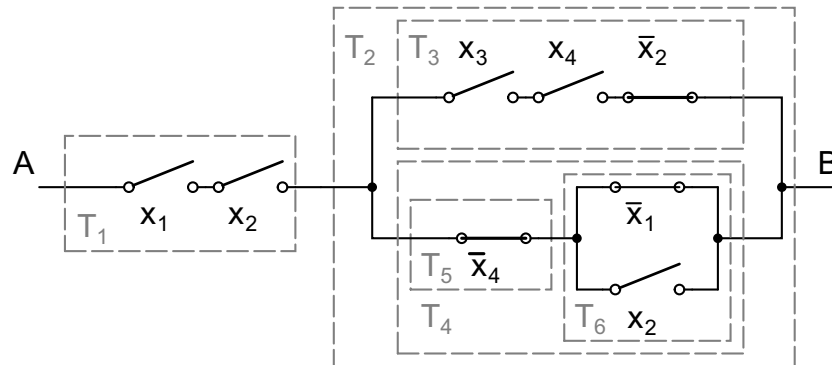 T₂
T₃ x₃ x₄ x̅₂
A B
T₁ x₁ x₂
x̅₁
T₅ x̅₄
T₄ T₆ x₂